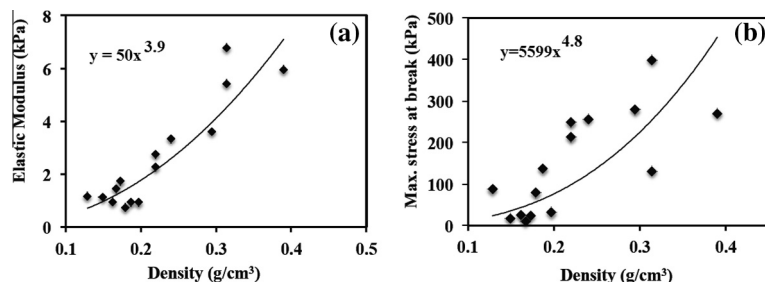 8
6
4
2
0
0.1
0.2
0.3
0.4
0.5
Elastic Modulus (kPa)
Density (g/cm³)
y = 50x^3.9
(a)
500
400
300
200
100
0
0.1
0.2
0.3
0.4
Max. stress at break (kPa)
Density (g/cm³)
y=5599x^4.8
(b)